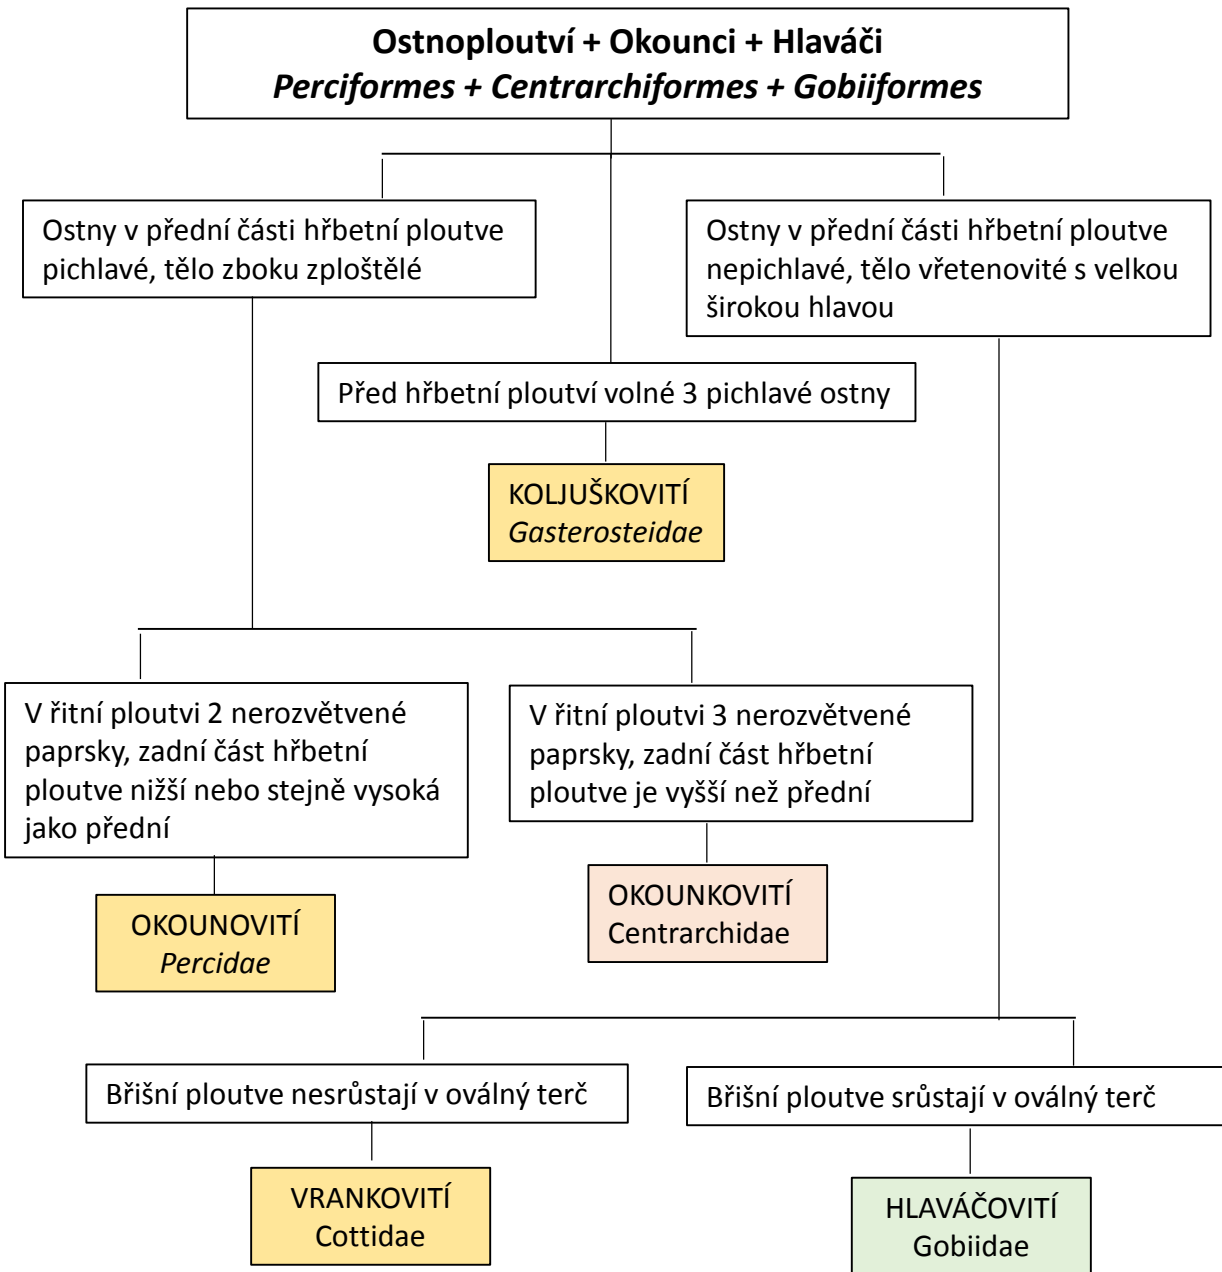 Ostnoploutví + Okounci + Hlaváči
Perciformes + Centrarchiformes + Gobiiformes
Ostny v přední části hřbetní ploutve
pichlavé, tělo zboku zploštělé
Ostny v přední části hřbetní ploutve
nepichlavé, tělo vřetenovité s velkou
širokou hlavou
Před hřbetní ploutví volné 3 pichlavé ostny
KOLJUŠKOVITÍ
Gasterosteidae
V řitní ploutvi 2 nerozvětvené
paprsky, zadní část hřbetní
ploutve nižší nebo stejně vysoká
jako přední
V řitní ploutvi 3 nerozvětvené
paprsky, zadní část hřbetní
ploutve je vyšší než přední
OKOUNOVITÍ
Percidae
OKOUNKOVITÍ
Centrarchidae
Břišní ploutve nesrůstají v oválný terč
Břišní ploutve srůstají v oválný terč
VRANKOVITÍ
Cottidae
HLAVÁČOVITÍ
Gobiidae